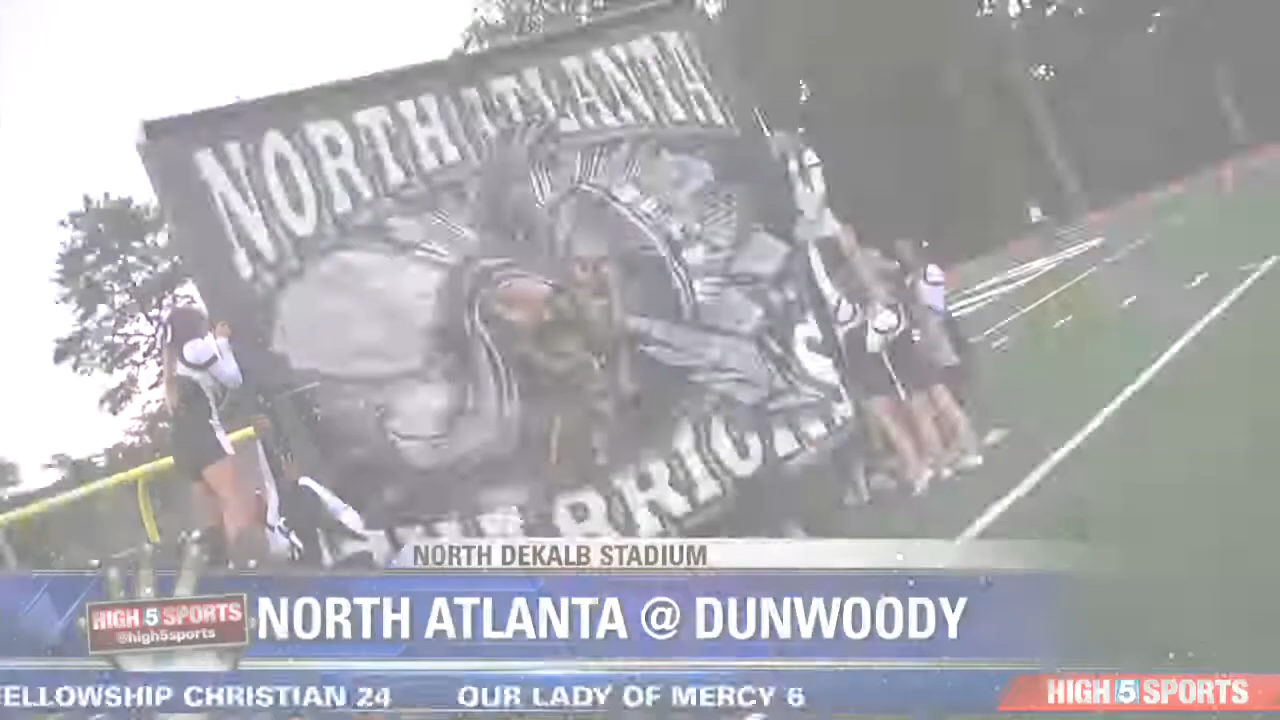 NORTH ATLANTA
NORTH DEKALB STADIUM
HIGH 5 SPORTS
@high5sports
NORTH ATLANTA @ DUNWOODY
ELLOWSHIP CHRISTIAN 24 OUR LADY OF MERCY 6
HIGH 5 SPORTS